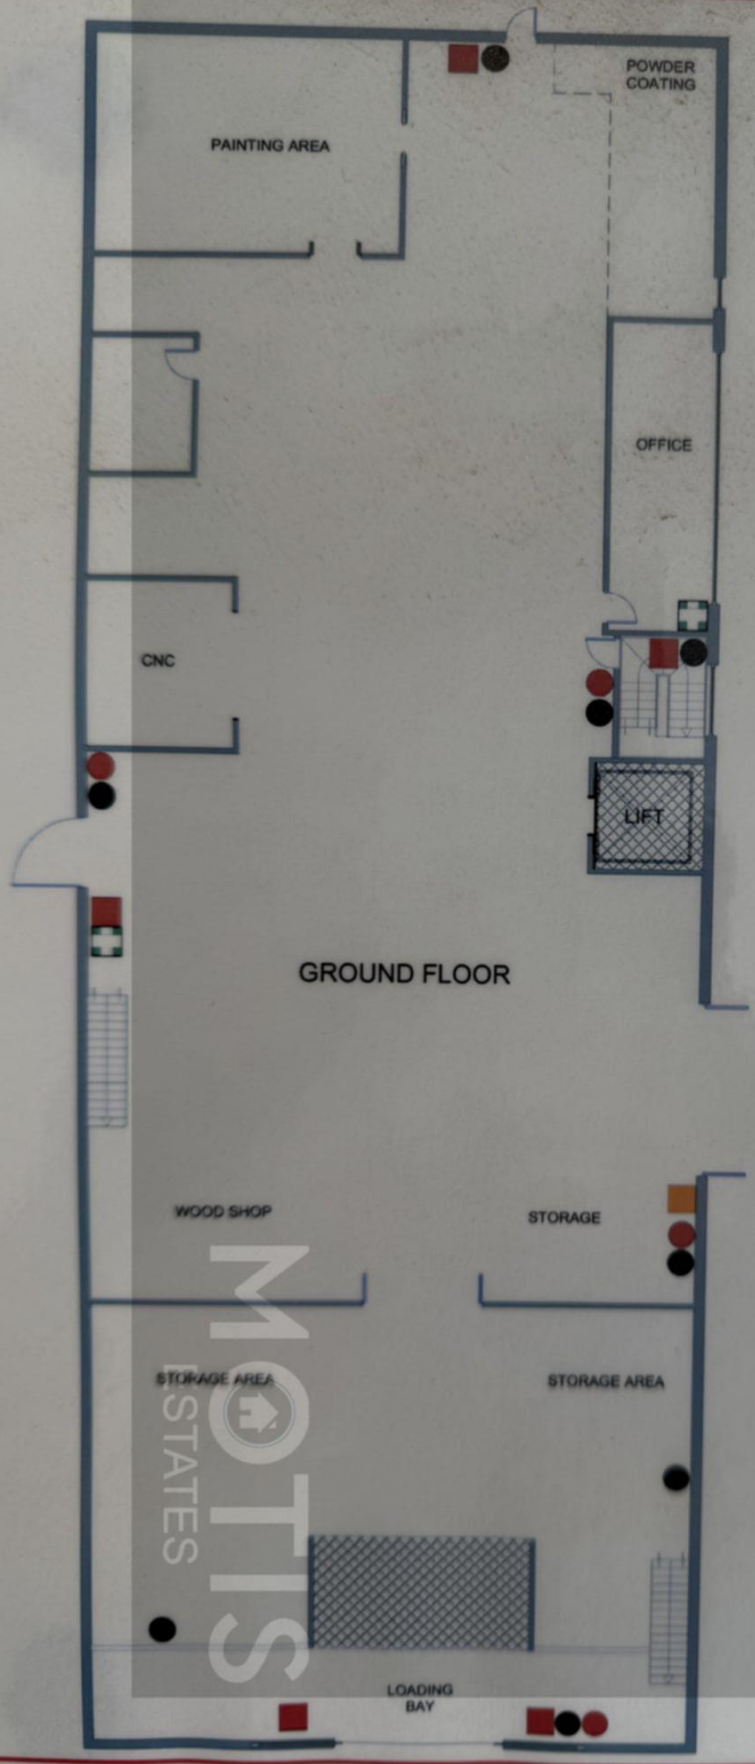 POWDER
COATING
PAINTING AREA
OFFICE
CNC
LIFT
GROUND FLOOR
WOOD SHOP
STORAGE
STORAGE AREA
STORAGE AREA
MOTIS
ESTATES
LOADING
BAY